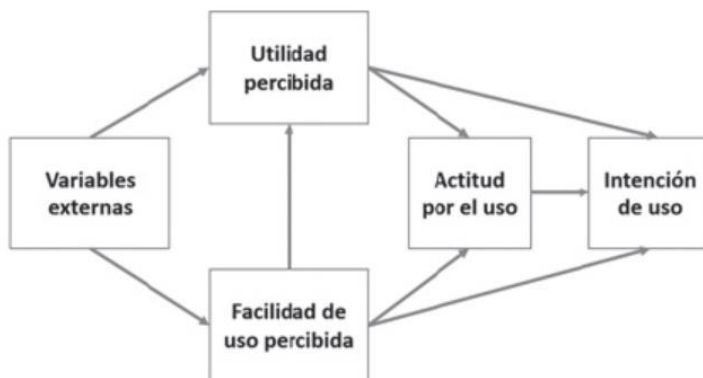 Utilidad
percibida
Variables
externas
Actitud
por el uso
Intención
de uso
Facilidad de
uso percibida